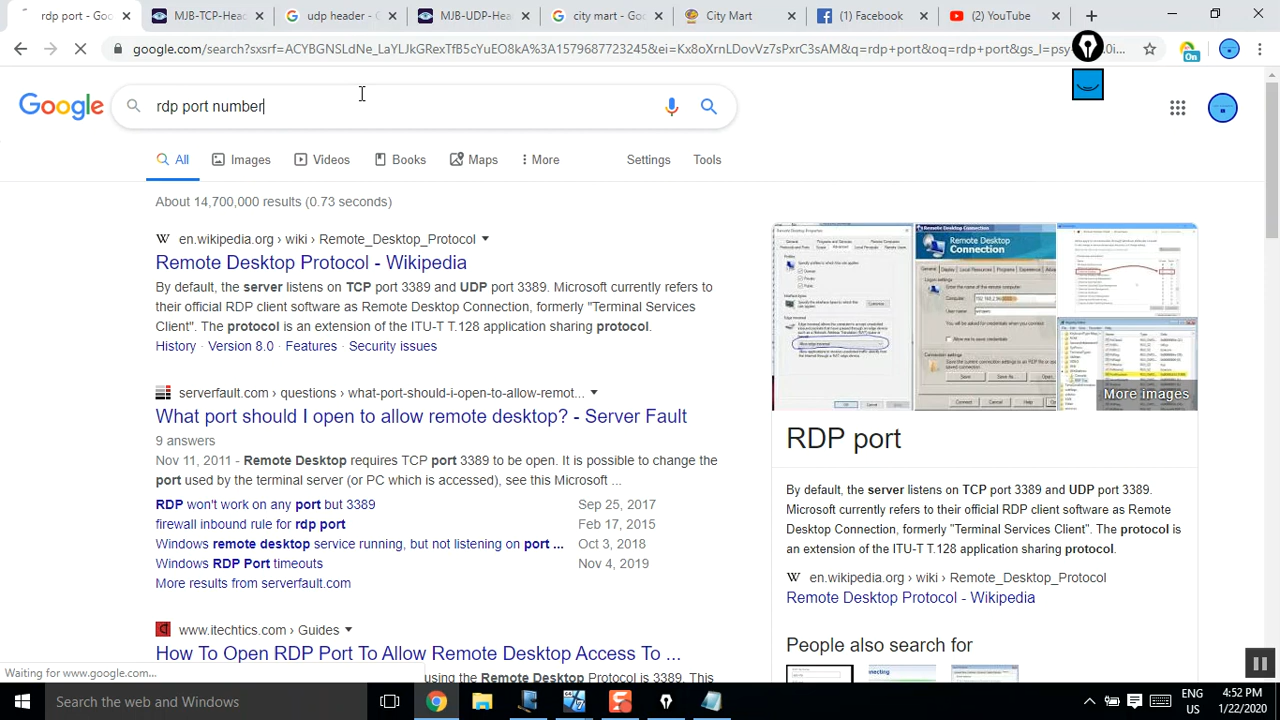 rdp port - Goo
MJB-TCP-Hea
udp header - G
MJB-UDP-Hea
city mart - Goo
City Mart
(1) Facebook
(2) YouTube
google.com/search?
rdp port number
Google
All
Images
Videos
Books
Maps
More
Settings
Tools
About 14,700,000 results (0.73 seconds)
en.wikipedia.org › wiki › Remote_Desktop_Protocol
Remote Desktop Protocol - Wikipedia
By default, the server listens on TCP port 3389 and UDP port 3389. Microsoft currently refers to
their official RDP client software as Remote Desktop Connection, formerly "Terminal Services
Client". The protocol is an extension of the ITU-T T.128 application sharing protocol.
History · Version 8.0 · Features · Security issues
serverfault.com › questions › what-port-should-i-open-to-allow-remot...
What port should I open to allow remote desktop? - Server Fault
9 answers
Nov 11, 2011 - Remote Desktop requires TCP port 3389 to be open. It is possible to change the
port used by the terminal server (or PC which is accessed), see this Microsoft ...
RDP won't work on any port but 3389
Sep 25, 2017
firewall inbound rule for rdp port
Feb 17, 2015
Windows remote desktop service running, but not listening on port ...
Oct 3, 2018
Windows RDP Port timeouts
Nov 4, 2019
More results from serverfault.com
www.itechtics.com › Guides
How To Open RDP Port To Allow Remote Desktop Access To ...
Remote Desktop
Connection
More images
RDP port
By default, the server listens on TCP port 3389 and UDP port 3389.
Microsoft currently refers to their official RDP client software as Remote
Desktop Connection, formerly "Terminal Services Client". The protocol is
an extension of the ITU-T T.128 application sharing protocol.
en.wikipedia.org › wiki › Remote_Desktop_Protocol
Remote Desktop Protocol - Wikipedia
People also search for
Waiting for www.google.com...
Search the web and Windows
ENG
US
4:52 PM
1/22/2020
On